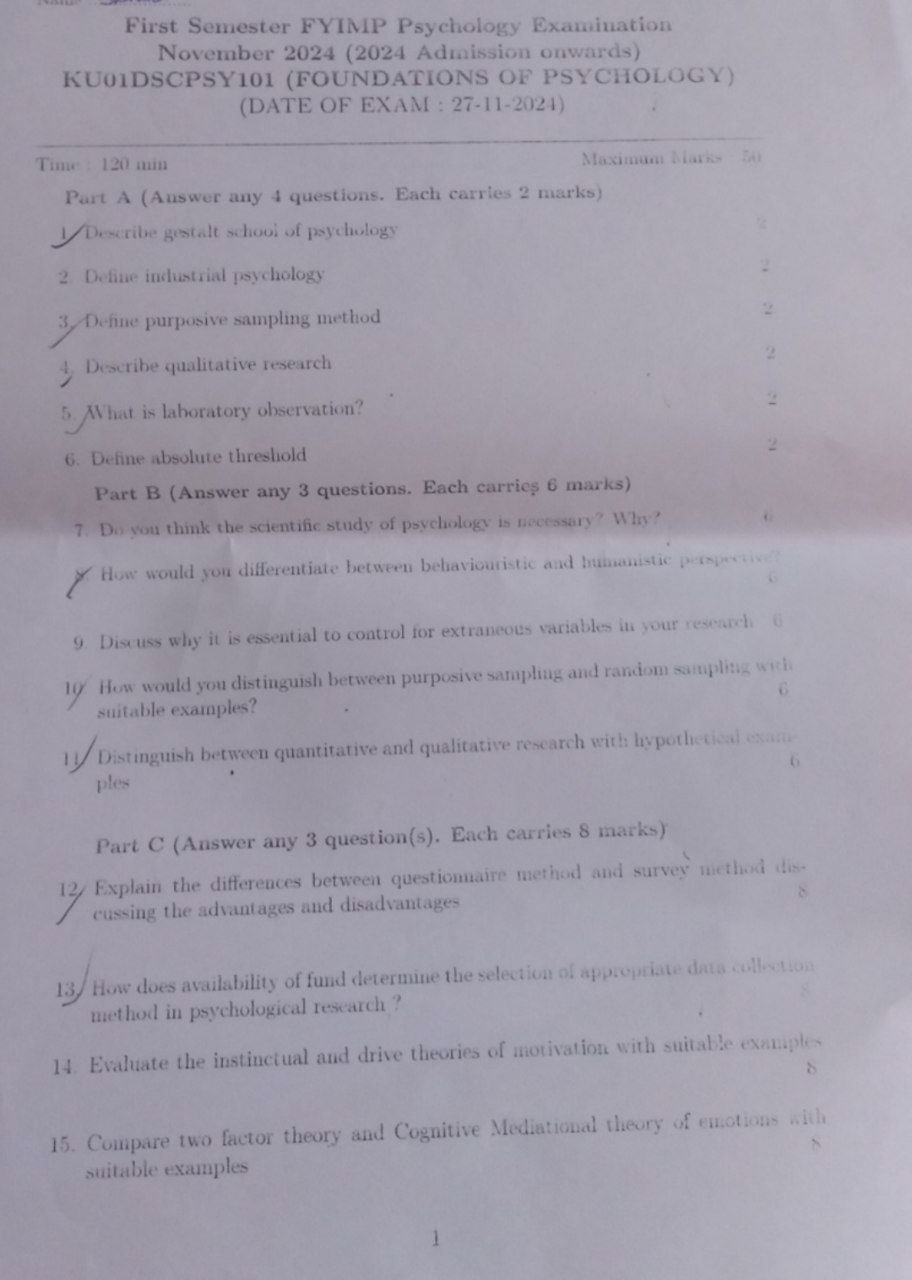 First Semester FYIMP Psychology Examination
November 2024 (2024 Admission onwards)
KU01DSCPSY101 (FOUNDATIONS OF PSYCHOLOGY)
(DATE OF EXAM : 27-11-2024)
Time : 120 min Maximum Marks : 50
Part A (Answer any 4 questions. Each carries 2 marks)
1. Describe gestalt school of psychology 2
2. Define industrial psychology 2
3. Define purposive sampling method 2
4. Describe qualitative research 2
5. What is laboratory observation? 2
6. Define absolute threshold 2
Part B (Answer any 3 questions. Each carries 6 marks)
7. Do you think the scientific study of psychology is necessary? Why? 6
8. How would you differentiate between behaviouristic and humanistic perspective?
6
9. Discuss why it is essential to control for extraneous variables in your research 6
10. How would you distinguish between purposive sampling and random sampling with
suitable examples? 6
11. Distinguish between quantitative and qualitative research with hypothetical exam-
ples 6
Part C (Answer any 3 question(s). Each carries 8 marks)
12. Explain the differences between questionnaire method and survey method dis-
cussing the advantages and disadvantages 8
13. How does availability of fund determine the selection of appropriate data collection
method in psychological research ? 8
14. Evaluate the instinctual and drive theories of motivation with suitable examples
8
15. Compare two factor theory and Cognitive Mediational theory of emotions with
suitable examples 8
1